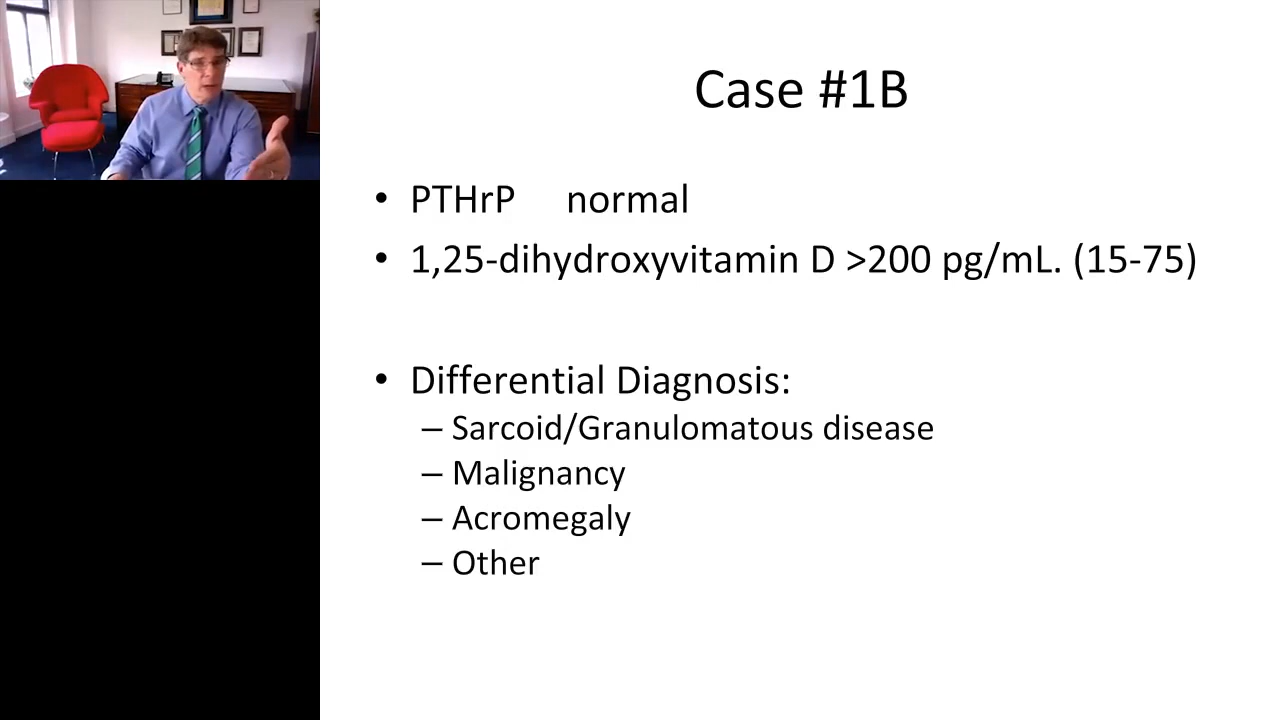 Case #1B
• PTHrP normal
• 1,25-dihydroxyvitamin D >200 pg/mL. (15-75)
• Differential Diagnosis:
– Sarcoid/Granulomatous disease
– Malignancy
– Acromegaly
– Other